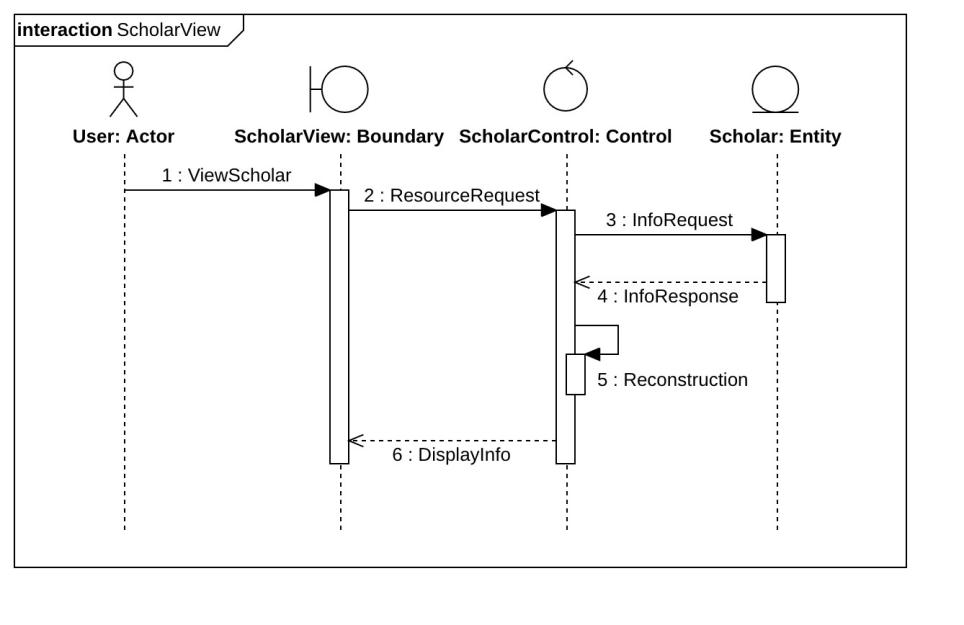 interaction ScholarView
User: Actor
ScholarView: Boundary
ScholarControl: Control
Scholar: Entity
1 : ViewScholar
2 : ResourceRequest
3 : InfoRequest
4 : InfoResponse
5 : Reconstruction
6 : DisplayInfo